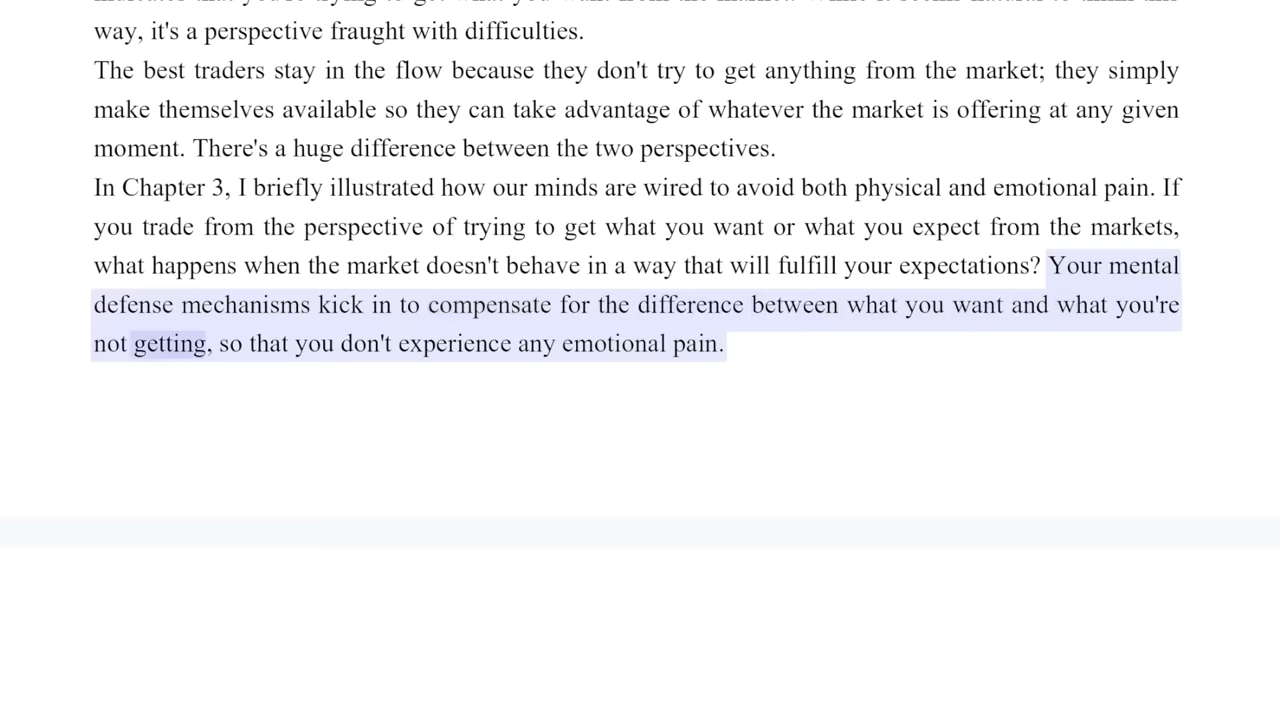 way, it's a perspective fraught with difficulties.
The best traders stay in the flow because they don't try to get anything from the market; they simply
make themselves available so they can take advantage of whatever the market is offering at any given
moment. There's a huge difference between the two perspectives.
In Chapter 3, I briefly illustrated how our minds are wired to avoid both physical and emotional pain. If
you trade from the perspective of trying to get what you want or what you expect from the markets,
what happens when the market doesn't behave in a way that will fulfill your expectations? Your mental
defense mechanisms kick in to compensate for the difference between what you want and what you're
not getting, so that you don't experience any emotional pain.